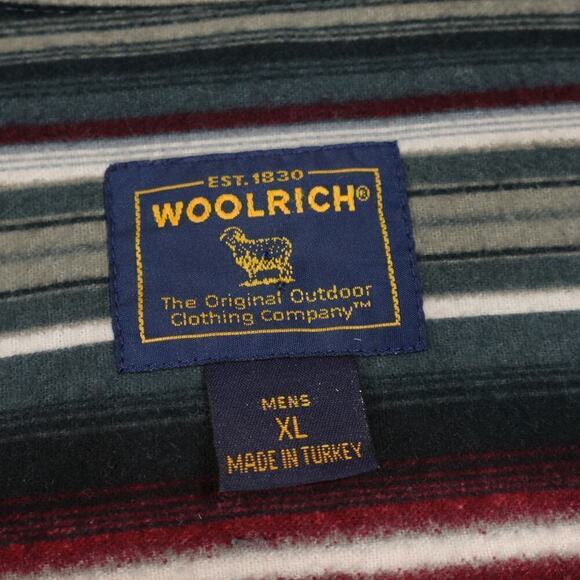 EST. 1830
WOOLRICH®
The Original Outdoor
Clothing Company™
MENS
XL
MADE IN TURKEY